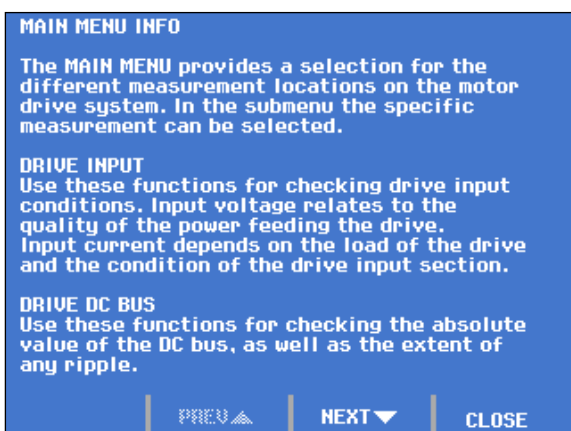 MAIN MENU INFO
The MAIN MENU provides a selection for the
different measurement locations on the motor
drive system. In the submenu the specific
measurement can be selected.
DRIVE INPUT
Use these functions for checking drive input
conditions. Input voltage relates to the
quality of the power feeding the drive.
Input current depends on the load of the drive
and the condition of the drive input section.
DRIVE DC BUS
Use these functions for checking the absolute
value of the DC bus, as well as the extent of
any ripple.
PREV▲ NEXT▼ CLOSE